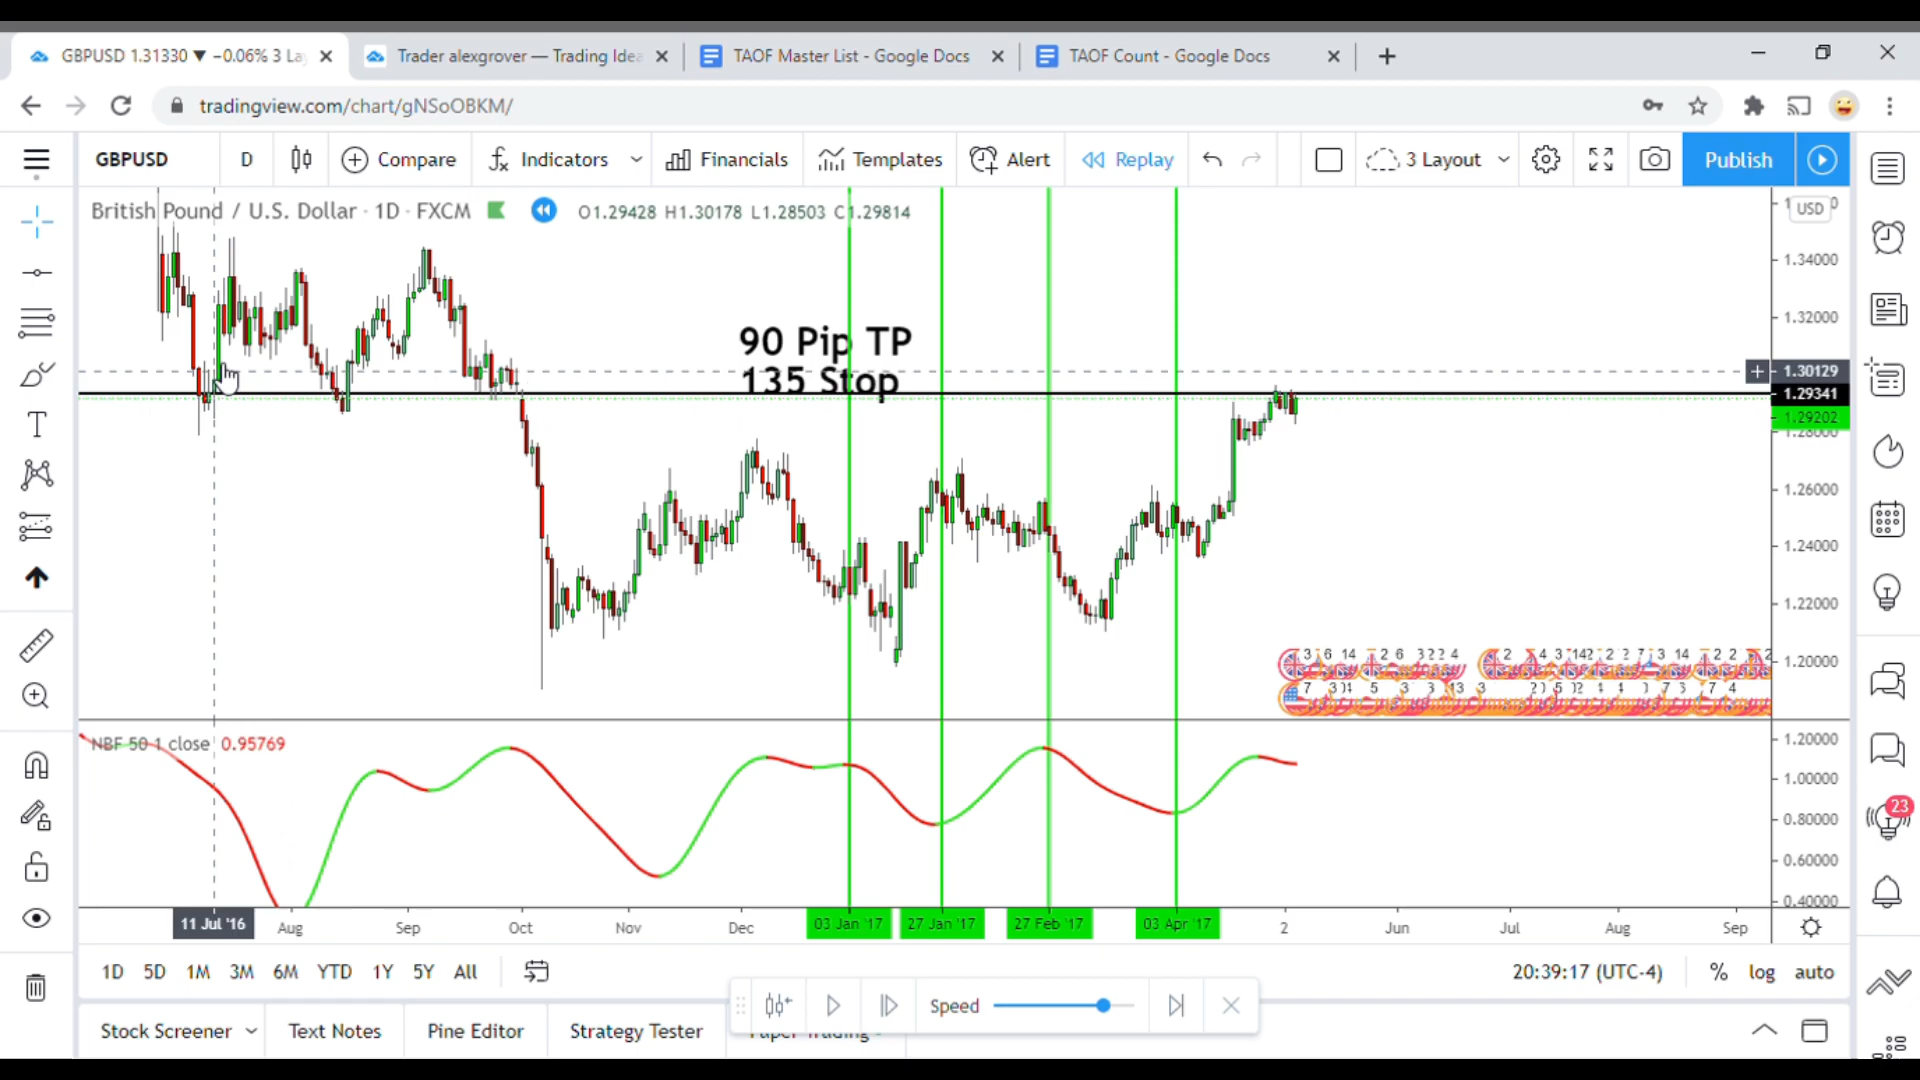 GBPUSD 1.31330 ▼ −0.06% 3 La
Trader alexgrover — Trading Idea
TAOF Master List - Google Docs
TAOF Count - Google Docs
tradingview.com/chart/gNSoOBKM/
GBPUSD D Compare Indicators Financials Templates Alert Replay 3 Layout Publish
British Pound / U.S. Dollar · 1D · FXCM O1.29428 H1.30178 L1.28503 C1.29814
USD
1.34000
1.32000
90 Pip TP
135 Stop
1.30129
1.29341
1.29202
1.28000
1.26000
1.24000
1.22000
1.20000
NBF 50 1 close 0.95769
1.20000
1.00000
0.80000
0.60000
0.40000
23
11 Jul '16 Aug Sep Oct Nov Dec 03 Jan '17 27 Jan '17 27 Feb '17 03 Apr '17 2 Jun Jul Aug Sep
1D 5D 1M 3M 6M YTD 1Y 5Y All
20:39:17 (UTC-4) % log auto
Speed
Stock Screener Text Notes Pine Editor Strategy Tester Paper Trading